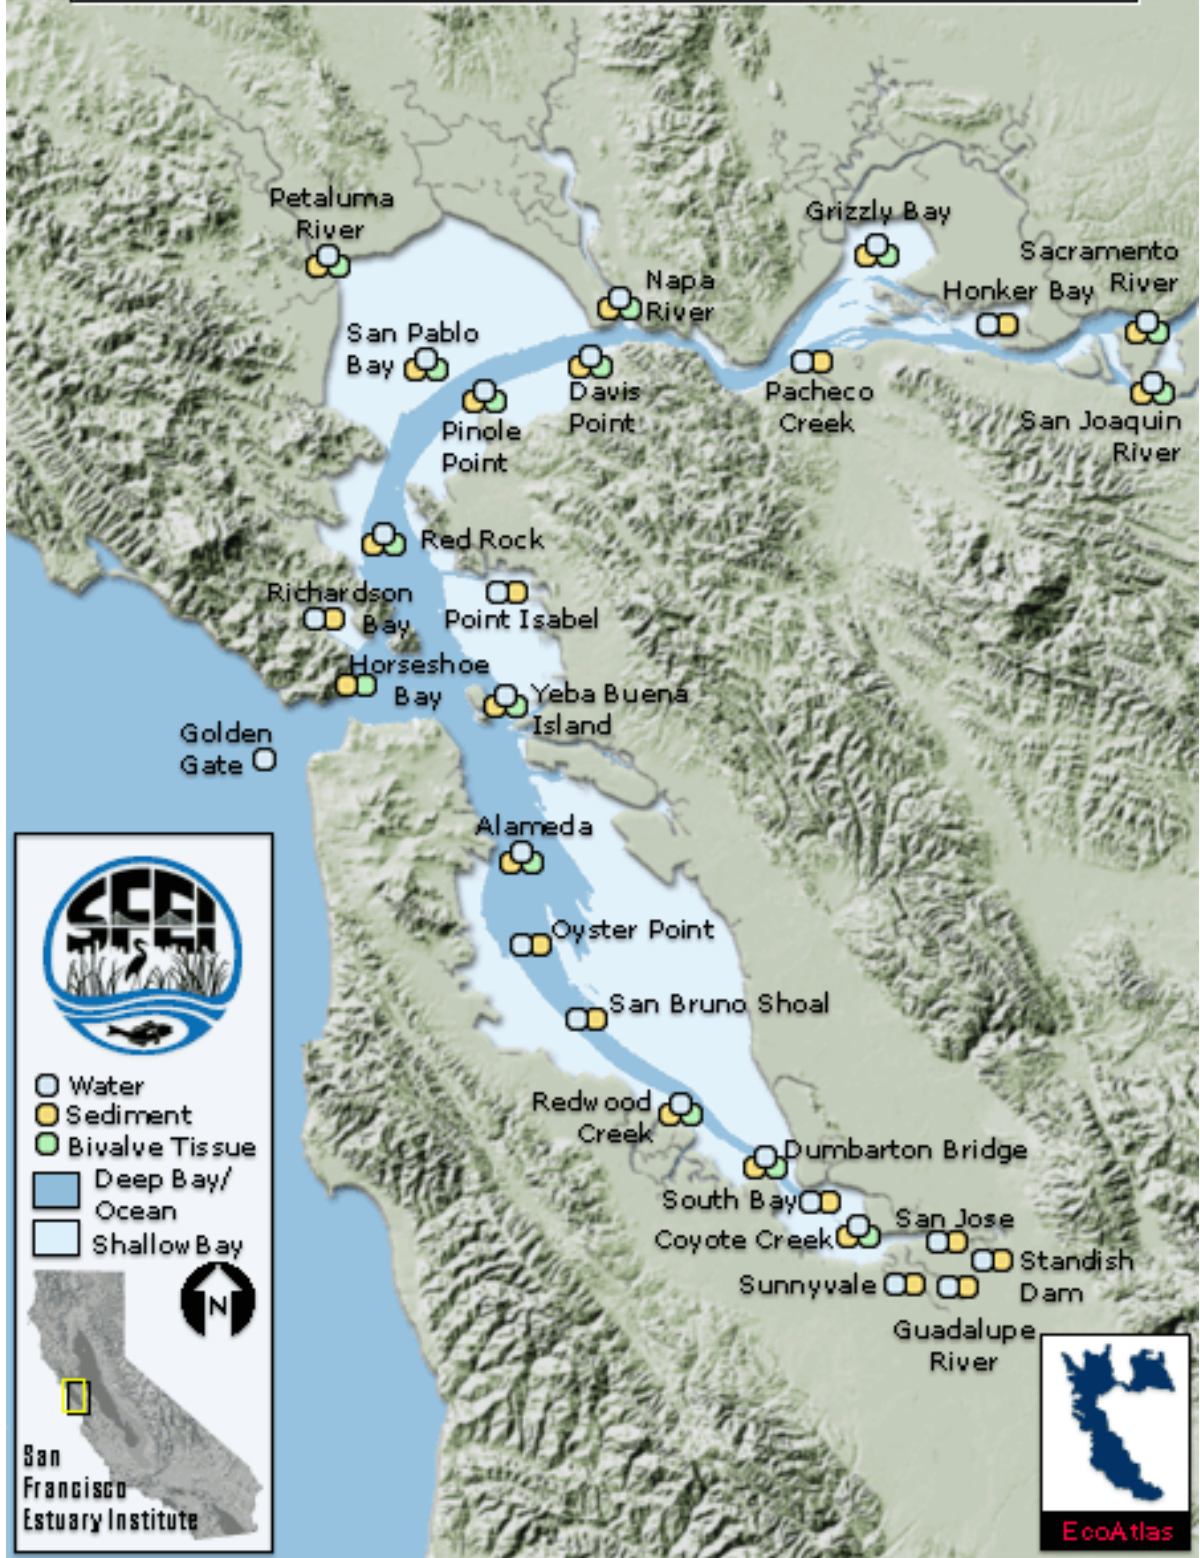 Petaluma
River
Grizzly Bay
Sacramento
River
Napa
River
Honker Bay
San Pablo
Bay
Davis
Point
Pacheco
Creek
San Joaquin
River
Pinole
Point
Red Rock
Richardson
Bay
Point Isabel
Horseshoe
Bay
Yeba Buena
Island
Golden
Gate
Alameda
Oyster Point
San Bruno Shoal
Redwood
Creek
Dumbarton Bridge
South Bay
San Jose
Coyote Creek
Standish
Dam
Sunnyvale
Guadalupe
River
SFEI
Water
Sediment
Bivalve Tissue
Deep Bay/
Ocean
Shallow Bay
N
San
Francisco
Estuary Institute
EcoAtlas